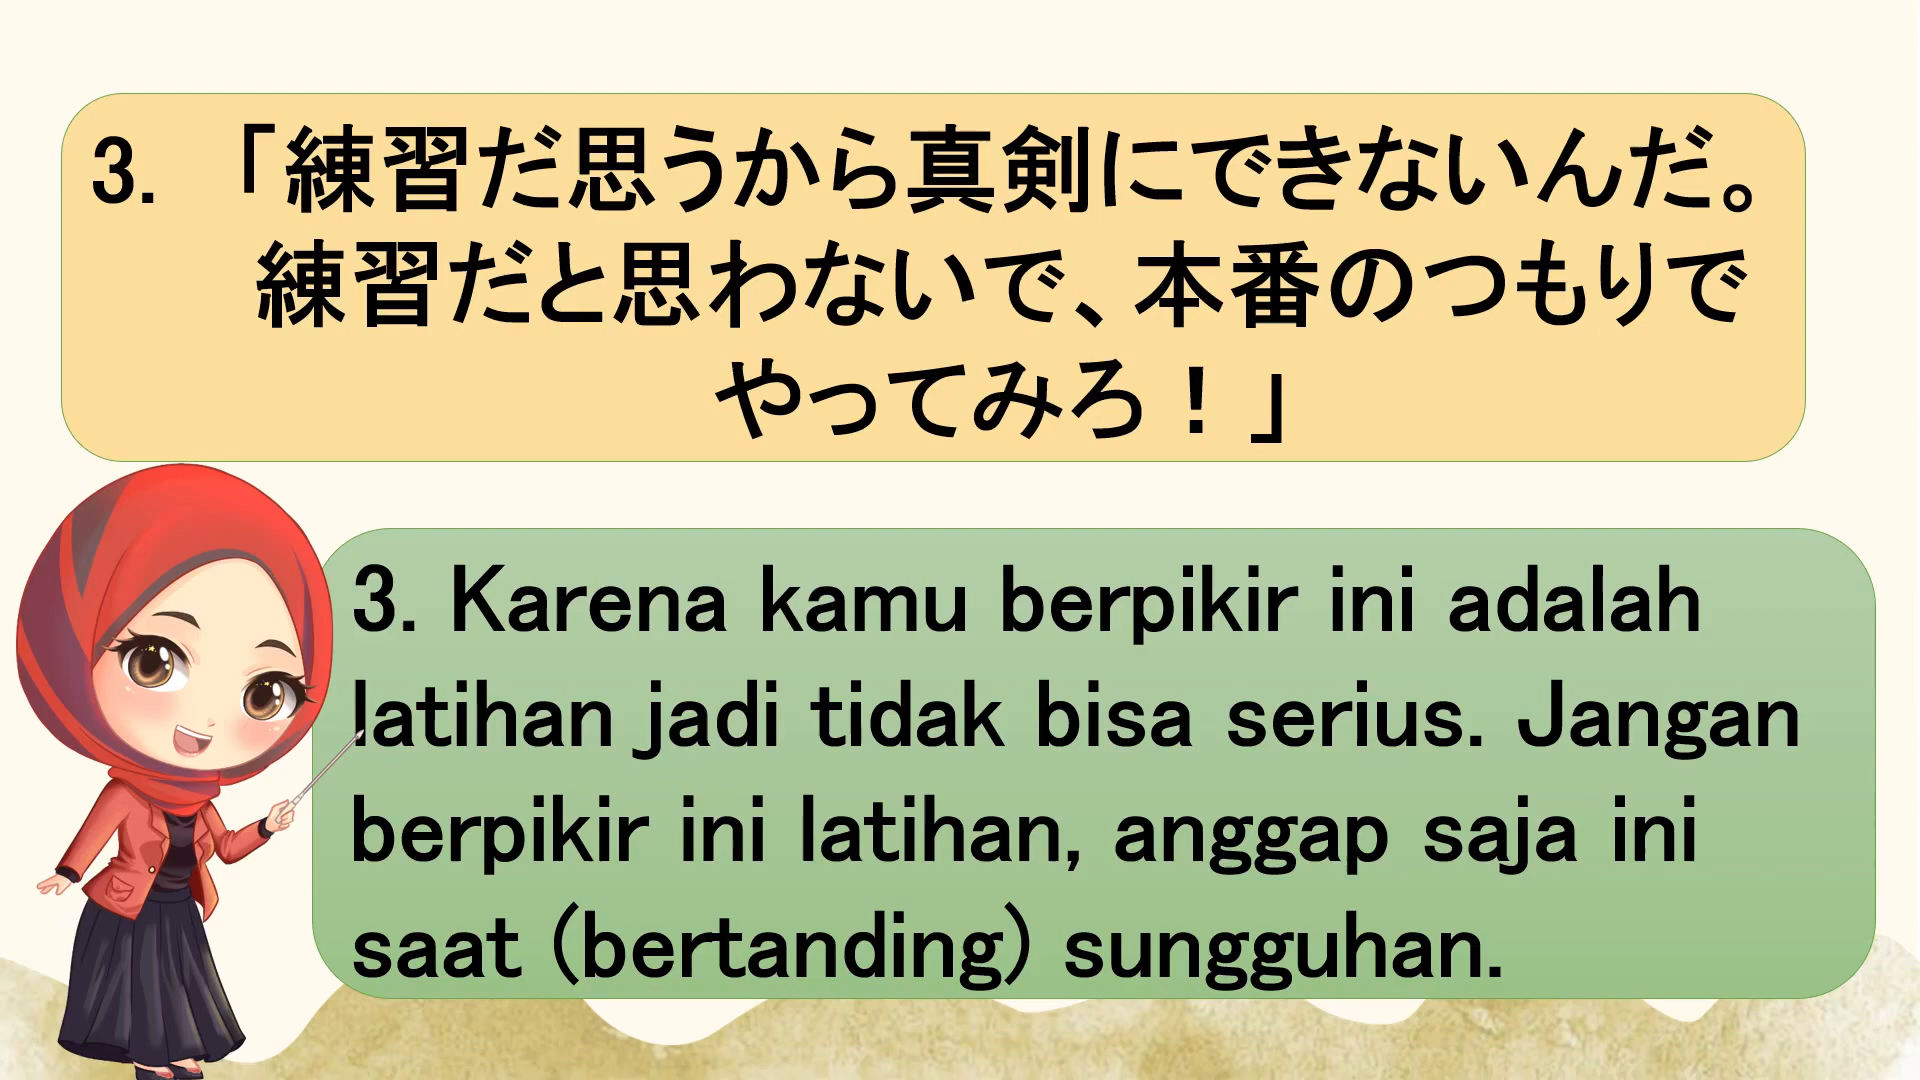 3. 「練習だ思うから真剣にできないんだ。
練習だと思わないで、本番のつもりで
やってみろ！」
3. Karena kamu berpikir ini adalah
latihan jadi tidak bisa serius. Jangan
berpikir ini latihan, anggap saja ini
saat (bertanding) sungguhan.